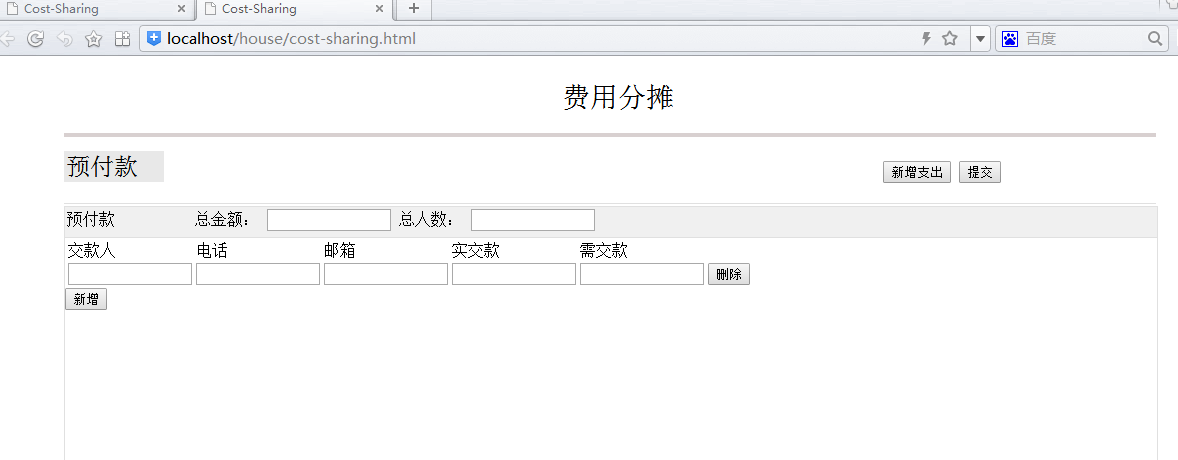 Cost-Sharing Cost-Sharing
localhost/house/cost-sharing.html 百度
费用分摊
预付款 新增支出 提交
预付款 总金额： 总人数：
交款人 电话 邮箱 实交款 需交款
删除
新增